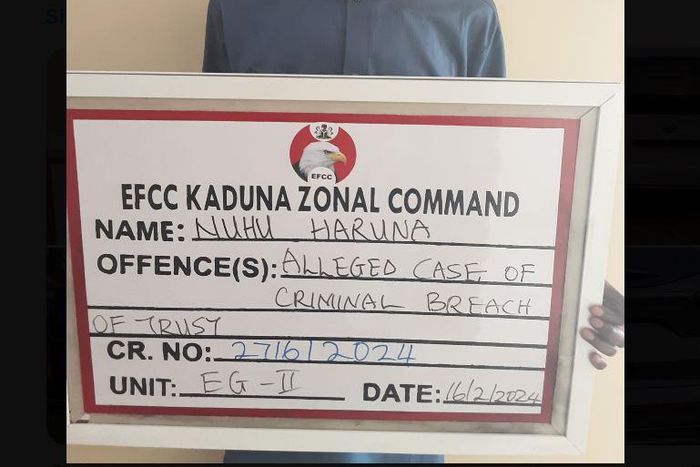 EFCC
EFCC KADUNA ZONAL COMMAND
NAME: NUHU HARUNA
OFFENCE(S): ALLEGED CASE OF
CRIMINAL BREACH
OF TRUST
CR. NO: 2716/2024
UNIT: EG-II DATE: 16/2/2024